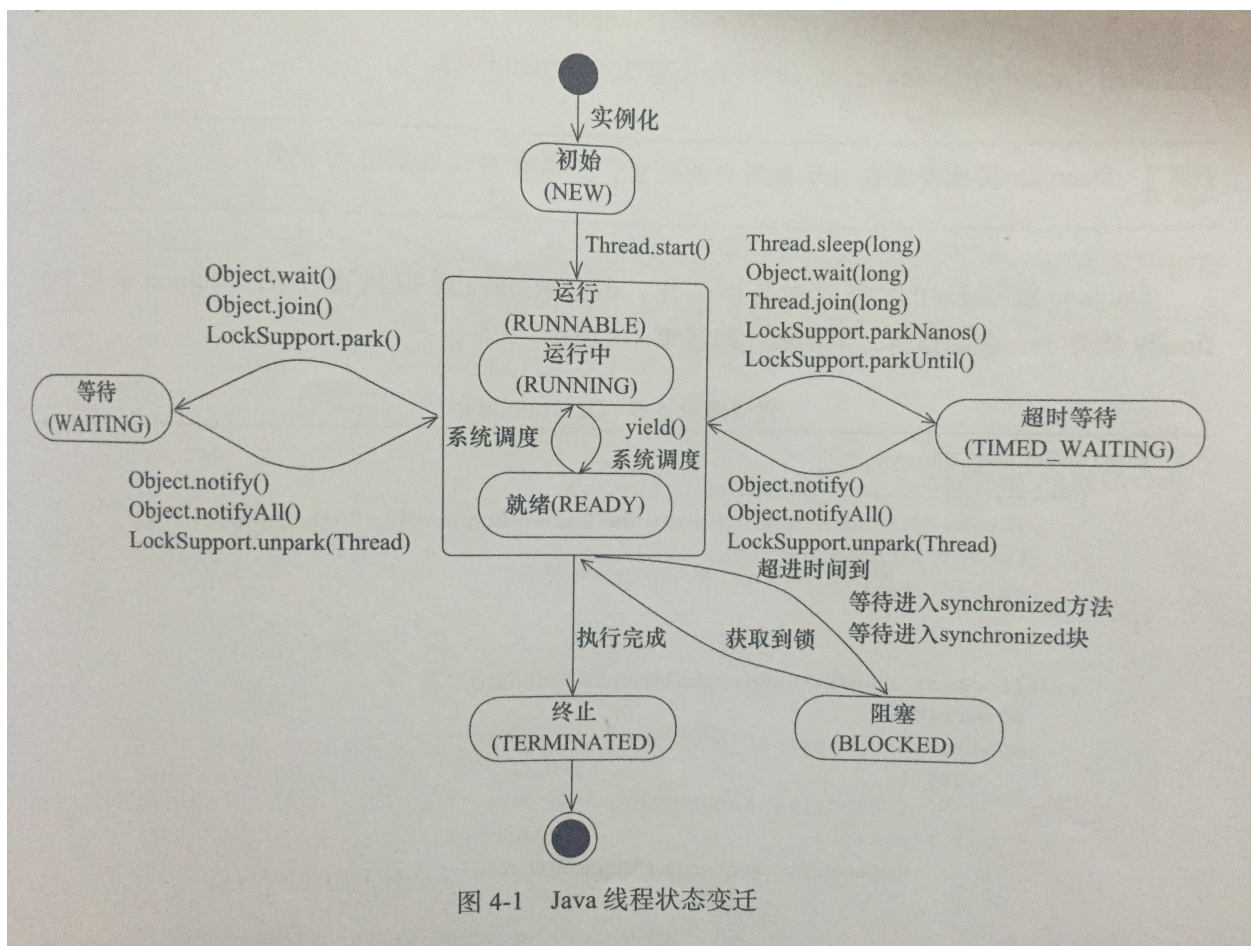 实例化
初始
(NEW)
Thread.start()
Object.wait()
Object.join()
LockSupport.park()
Thread.sleep(long)
Object.wait(long)
Thread.join(long)
LockSupport.parkNanos()
LockSupport.parkUntil()
运行
(RUNNABLE)
运行中
(RUNNING)
等待
(WAITING)
超时等待
(TIMED_WAITING)
系统调度
yield()
系统调度
就绪(READY)
Object.notify()
Object.notifyAll()
LockSupport.unpark(Thread)
Object.notify()
Object.notifyAll()
LockSupport.unpark(Thread)
超进时间到
等待进入synchronized方法
等待进入synchronized块
执行完成
获取到锁
终止
(TERMINATED)
阻塞
(BLOCKED)
图 4-1 Java 线程状态变迁